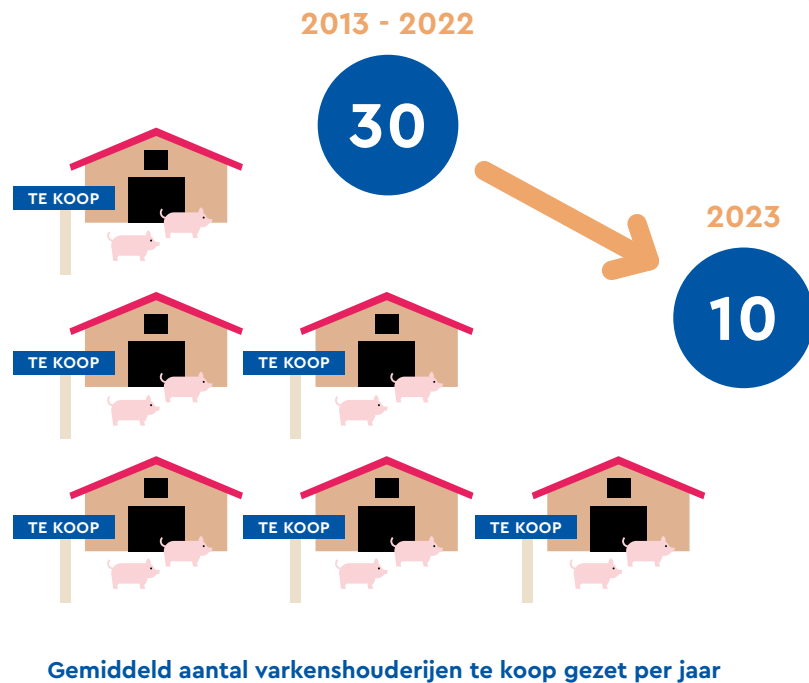 2013 - 2022
30
TE KOOP
2023
10
TE KOOP
TE KOOP
TE KOOP
TE KOOP
TE KOOP
Gemiddeld aantal varkenshouderijen te koop gezet per jaar